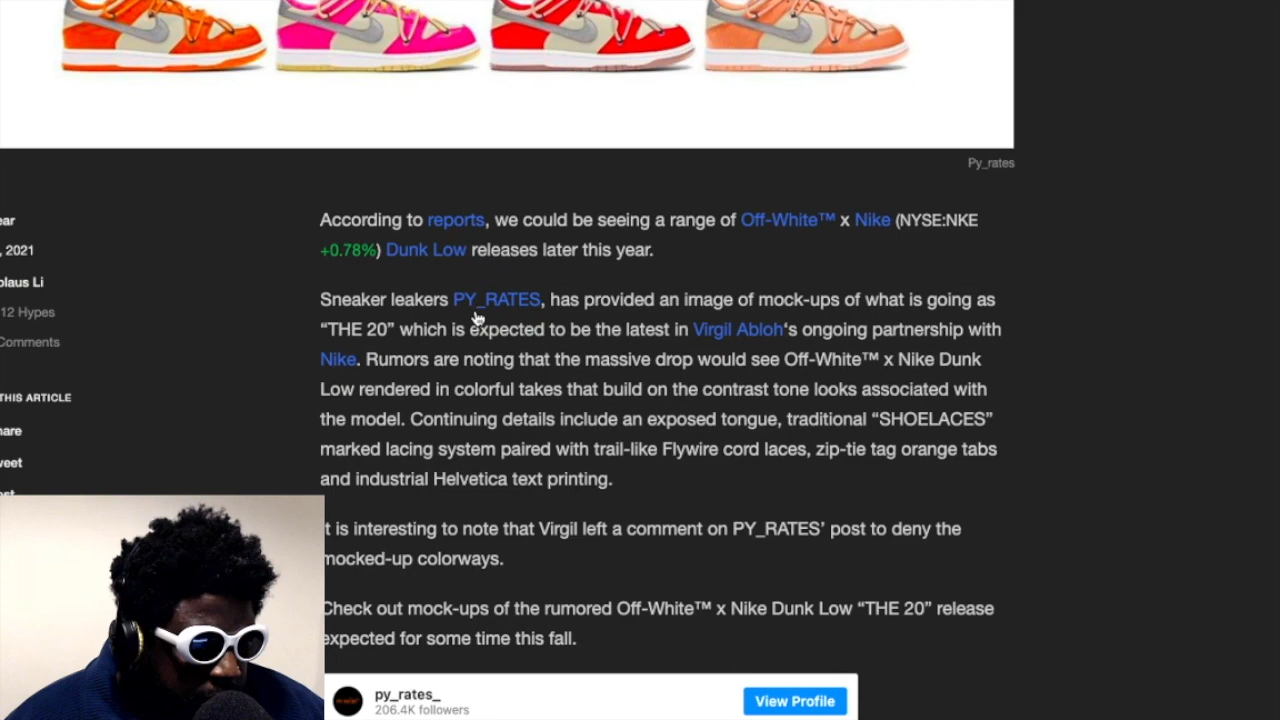 Py_rates
ear
, 2021
olaus Li
12 Hypes
Comments
THIS ARTICLE
hare
weet
According to reports, we could be seeing a range of Off-White™ x Nike (NYSE:NKE
+0.78%) Dunk Low releases later this year.
Sneaker leakers PY_RATES, has provided an image of mock-ups of what is going as
“THE 20” which is expected to be the latest in Virgil Abloh‘s ongoing partnership with
Nike. Rumors are noting that the massive drop would see Off-White™ x Nike Dunk
Low rendered in colorful takes that build on the contrast tone looks associated with
the model. Continuing details include an exposed tongue, traditional “SHOELACES”
marked lacing system paired with trail-like Flywire cord laces, zip-tie tag orange tabs
and industrial Helvetica text printing.
t is interesting to note that Virgil left a comment on PY_RATES’ post to deny the
mocked-up colorways.
Check out mock-ups of the rumored Off-White™ x Nike Dunk Low “THE 20” release
expected for some time this fall.
py_rates_
206.4K followers
View Profile